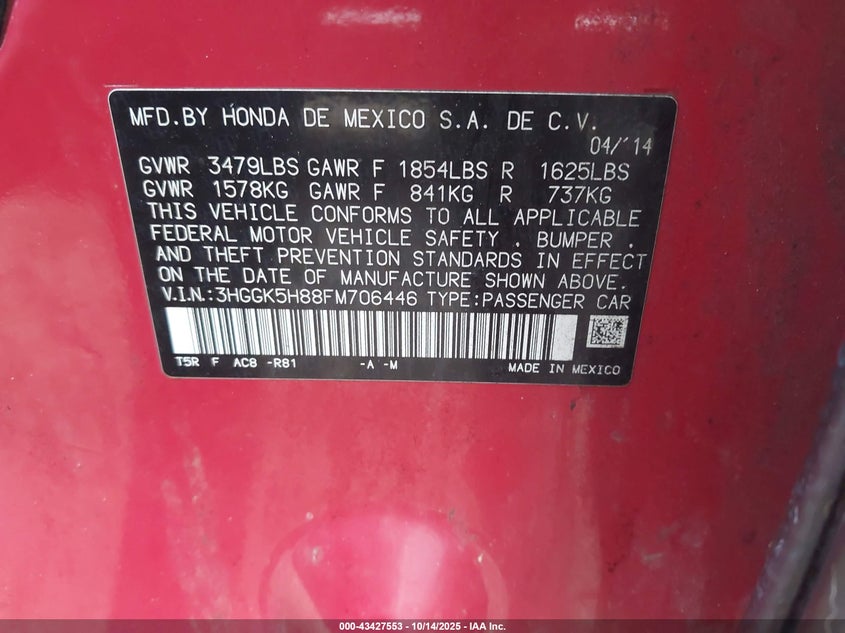 MFD.BY HONDA DE MEXICO S.A. DE C.V.
04/'14
GVWR 3479LBS GAWR F 1854LBS R 1625LBS
GVWR 1578KG GAWR F 841KG R 737KG
THIS VEHICLE CONFORMS TO ALL APPLICABLE
FEDERAL MOTOR VEHICLE SAFETY . BUMPER .
AND THEFT PREVENTION STANDARDS IN EFFECT
ON THE DATE OF MANUFACTURE SHOWN ABOVE.
V.I.N.:3HGGK5H88FM706446 TYPE:PASSENGER CAR
T5R F AC8 -R81 -A -M MADE IN MEXICO
000-43427553 | 10/14/2025 | IAA Inc.